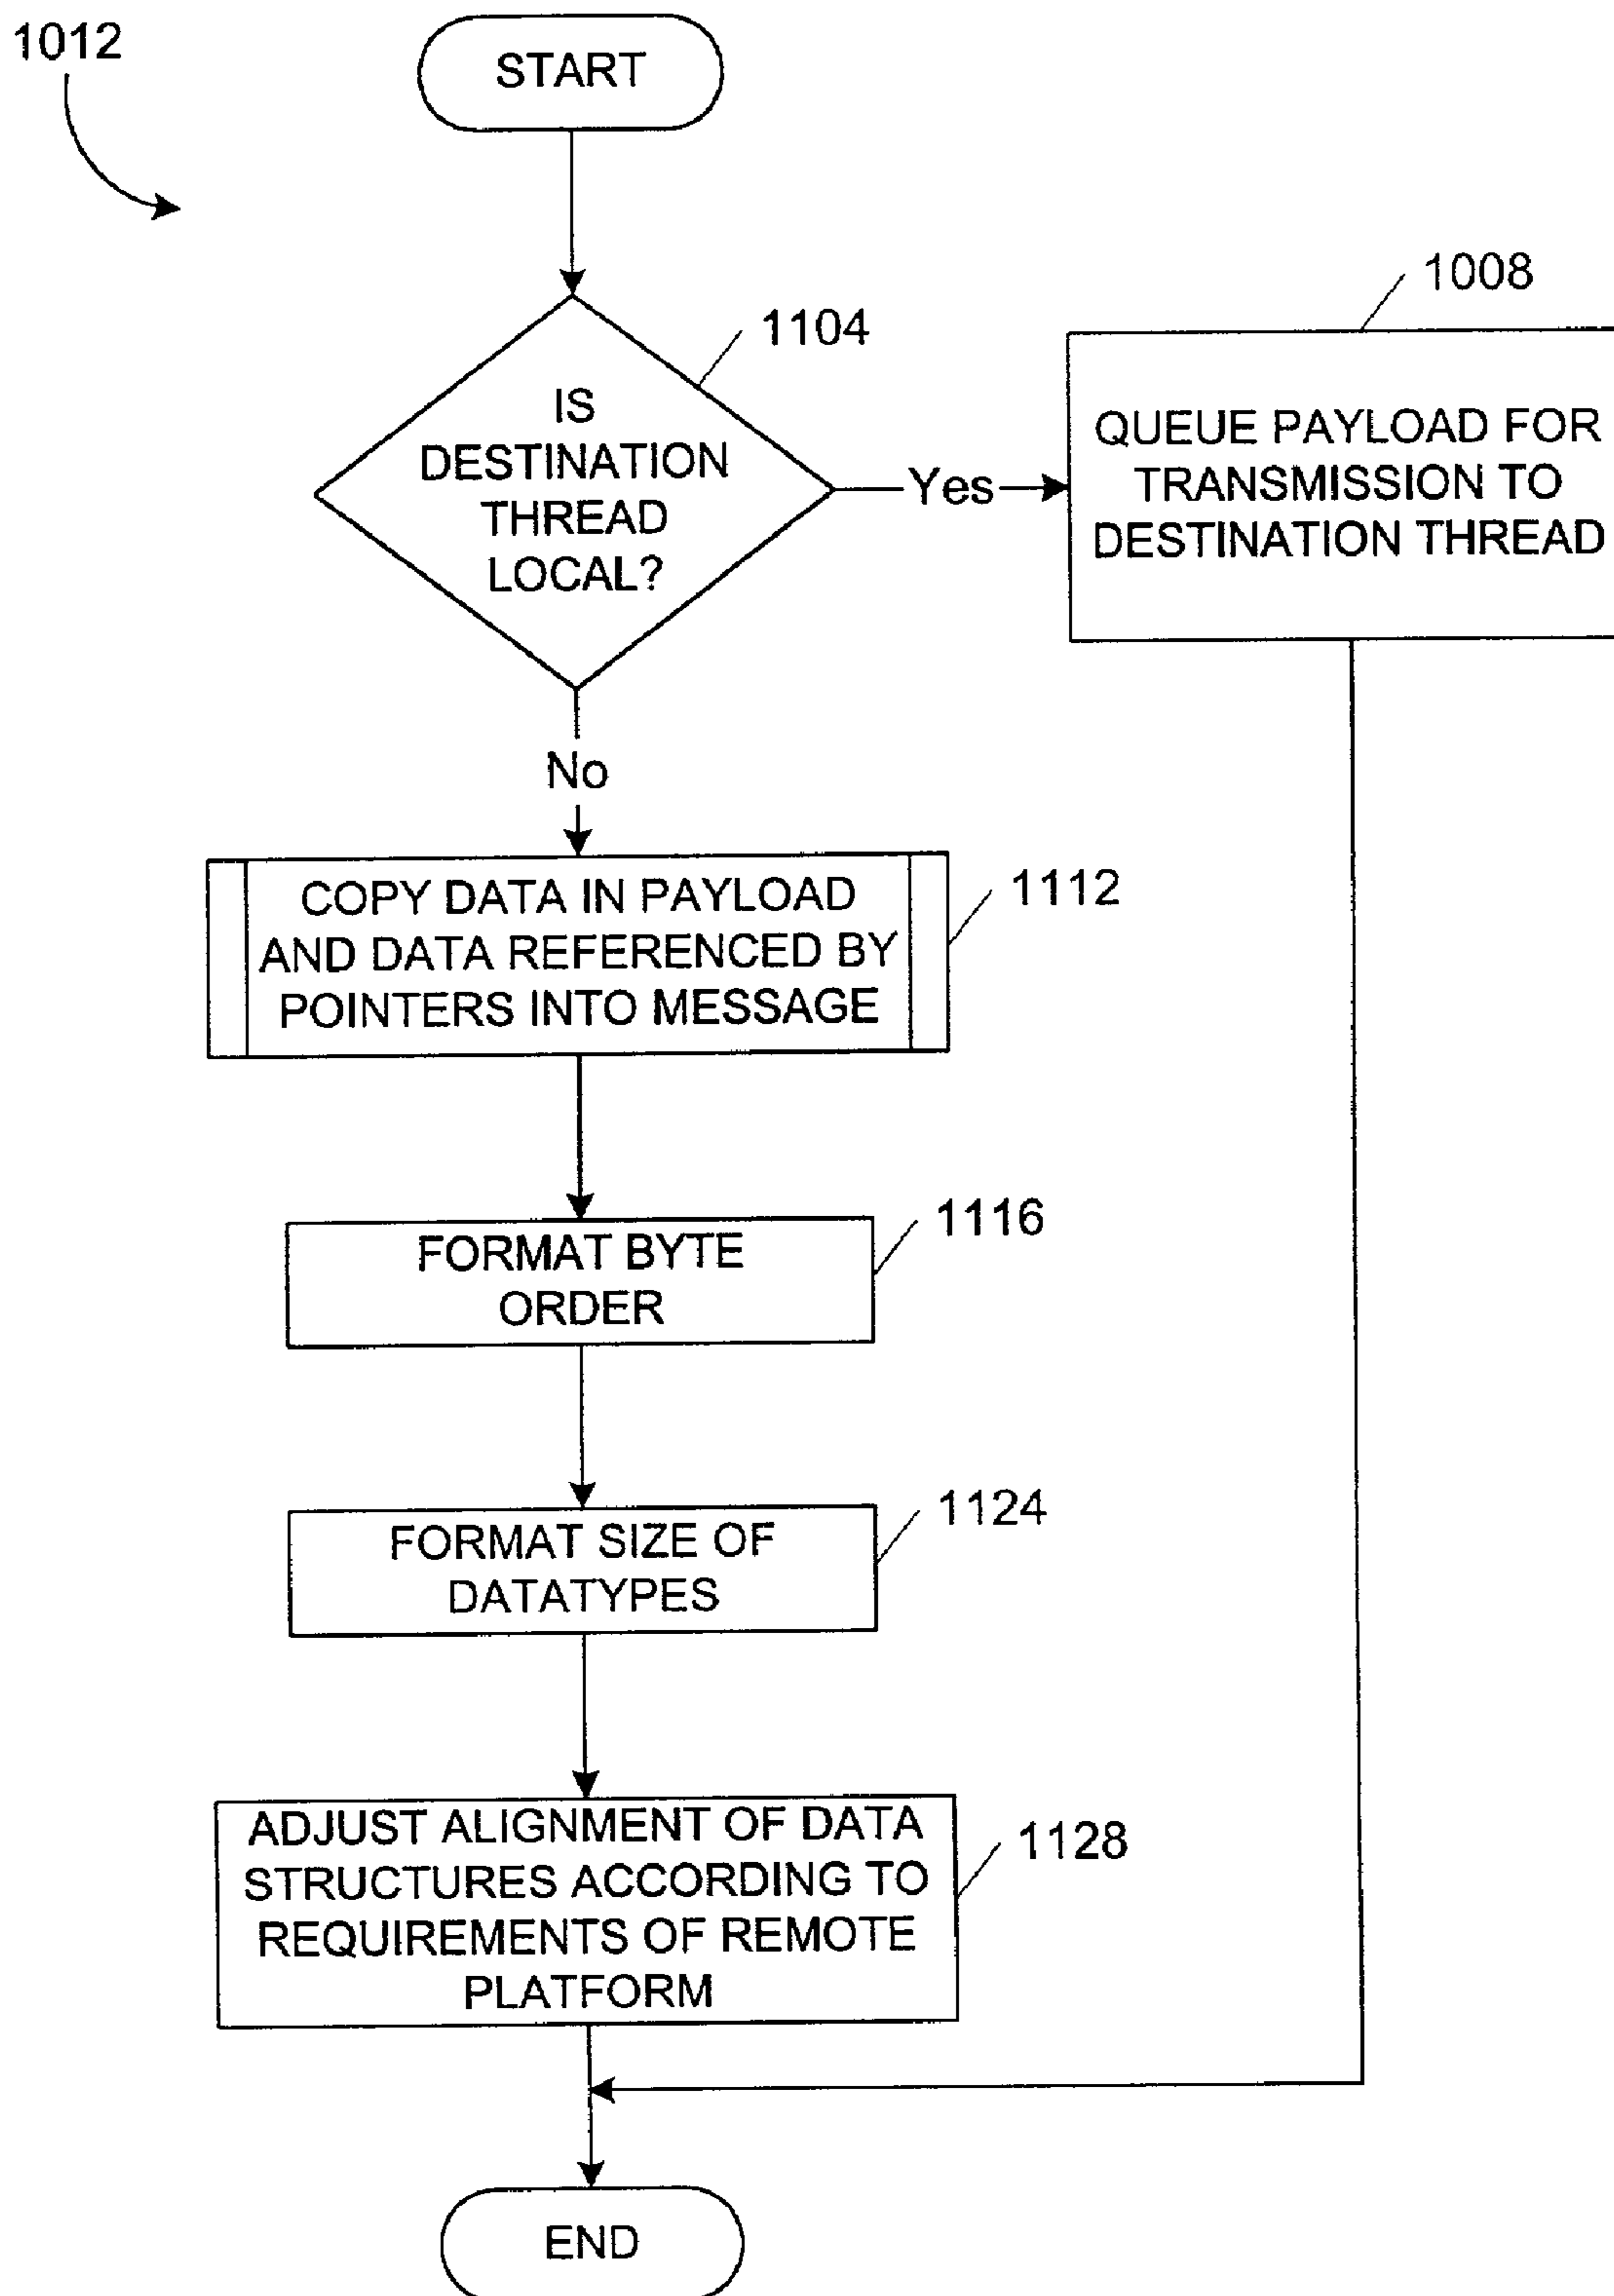 1012
START
1104
IS
DESTINATION
THREAD
LOCAL?
Yes
1008
QUEUE PAYLOAD FOR
TRANSMISSION TO
DESTINATION THREAD
No
COPY DATA IN PAYLOAD
AND DATA REFERENCED BY
POINTERS INTO MESSAGE
1112
FORMAT BYTE
ORDER
1116
FORMAT SIZE OF
DATATYPES
1124
ADJUST ALIGNMENT OF DATA
STRUCTURES ACCORDING TO
REQUIREMENTS OF REMOTE
PLATFORM
1128
END